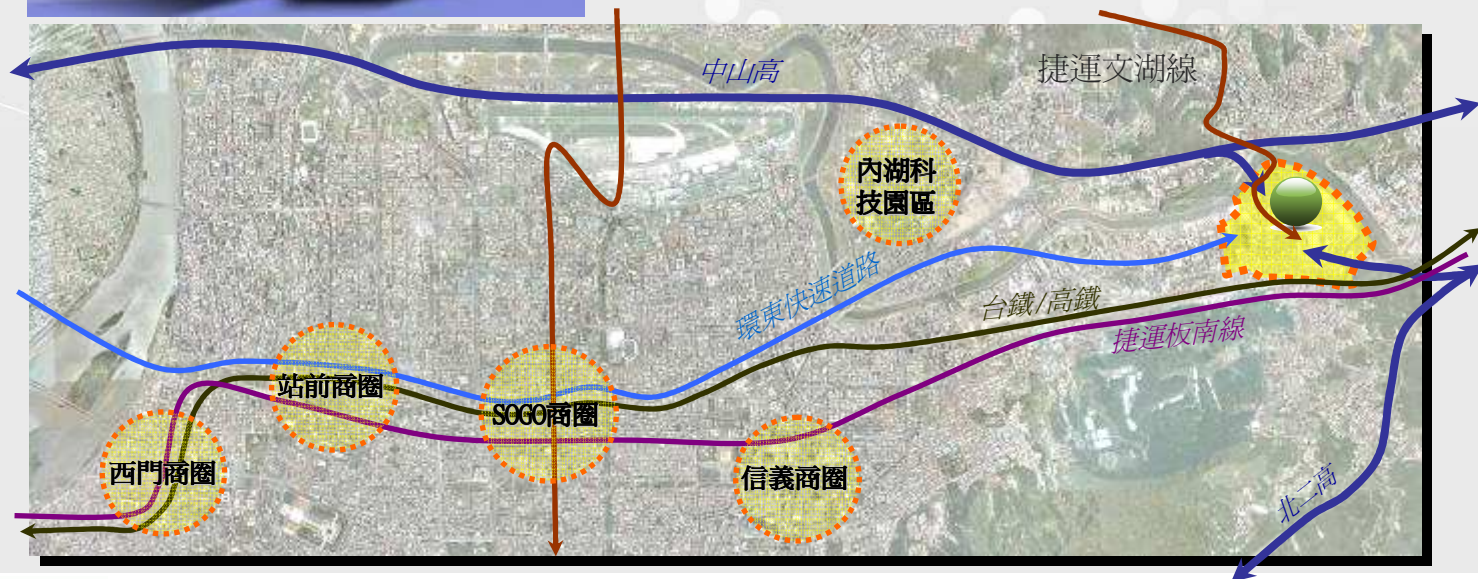 中山高
捷運文湖線
內湖科
技園區
環東快速道路
台鐵/高鐵
捷運板南線
站前商圈
SOGO商圈
西門商圈
信義商圈
北二高